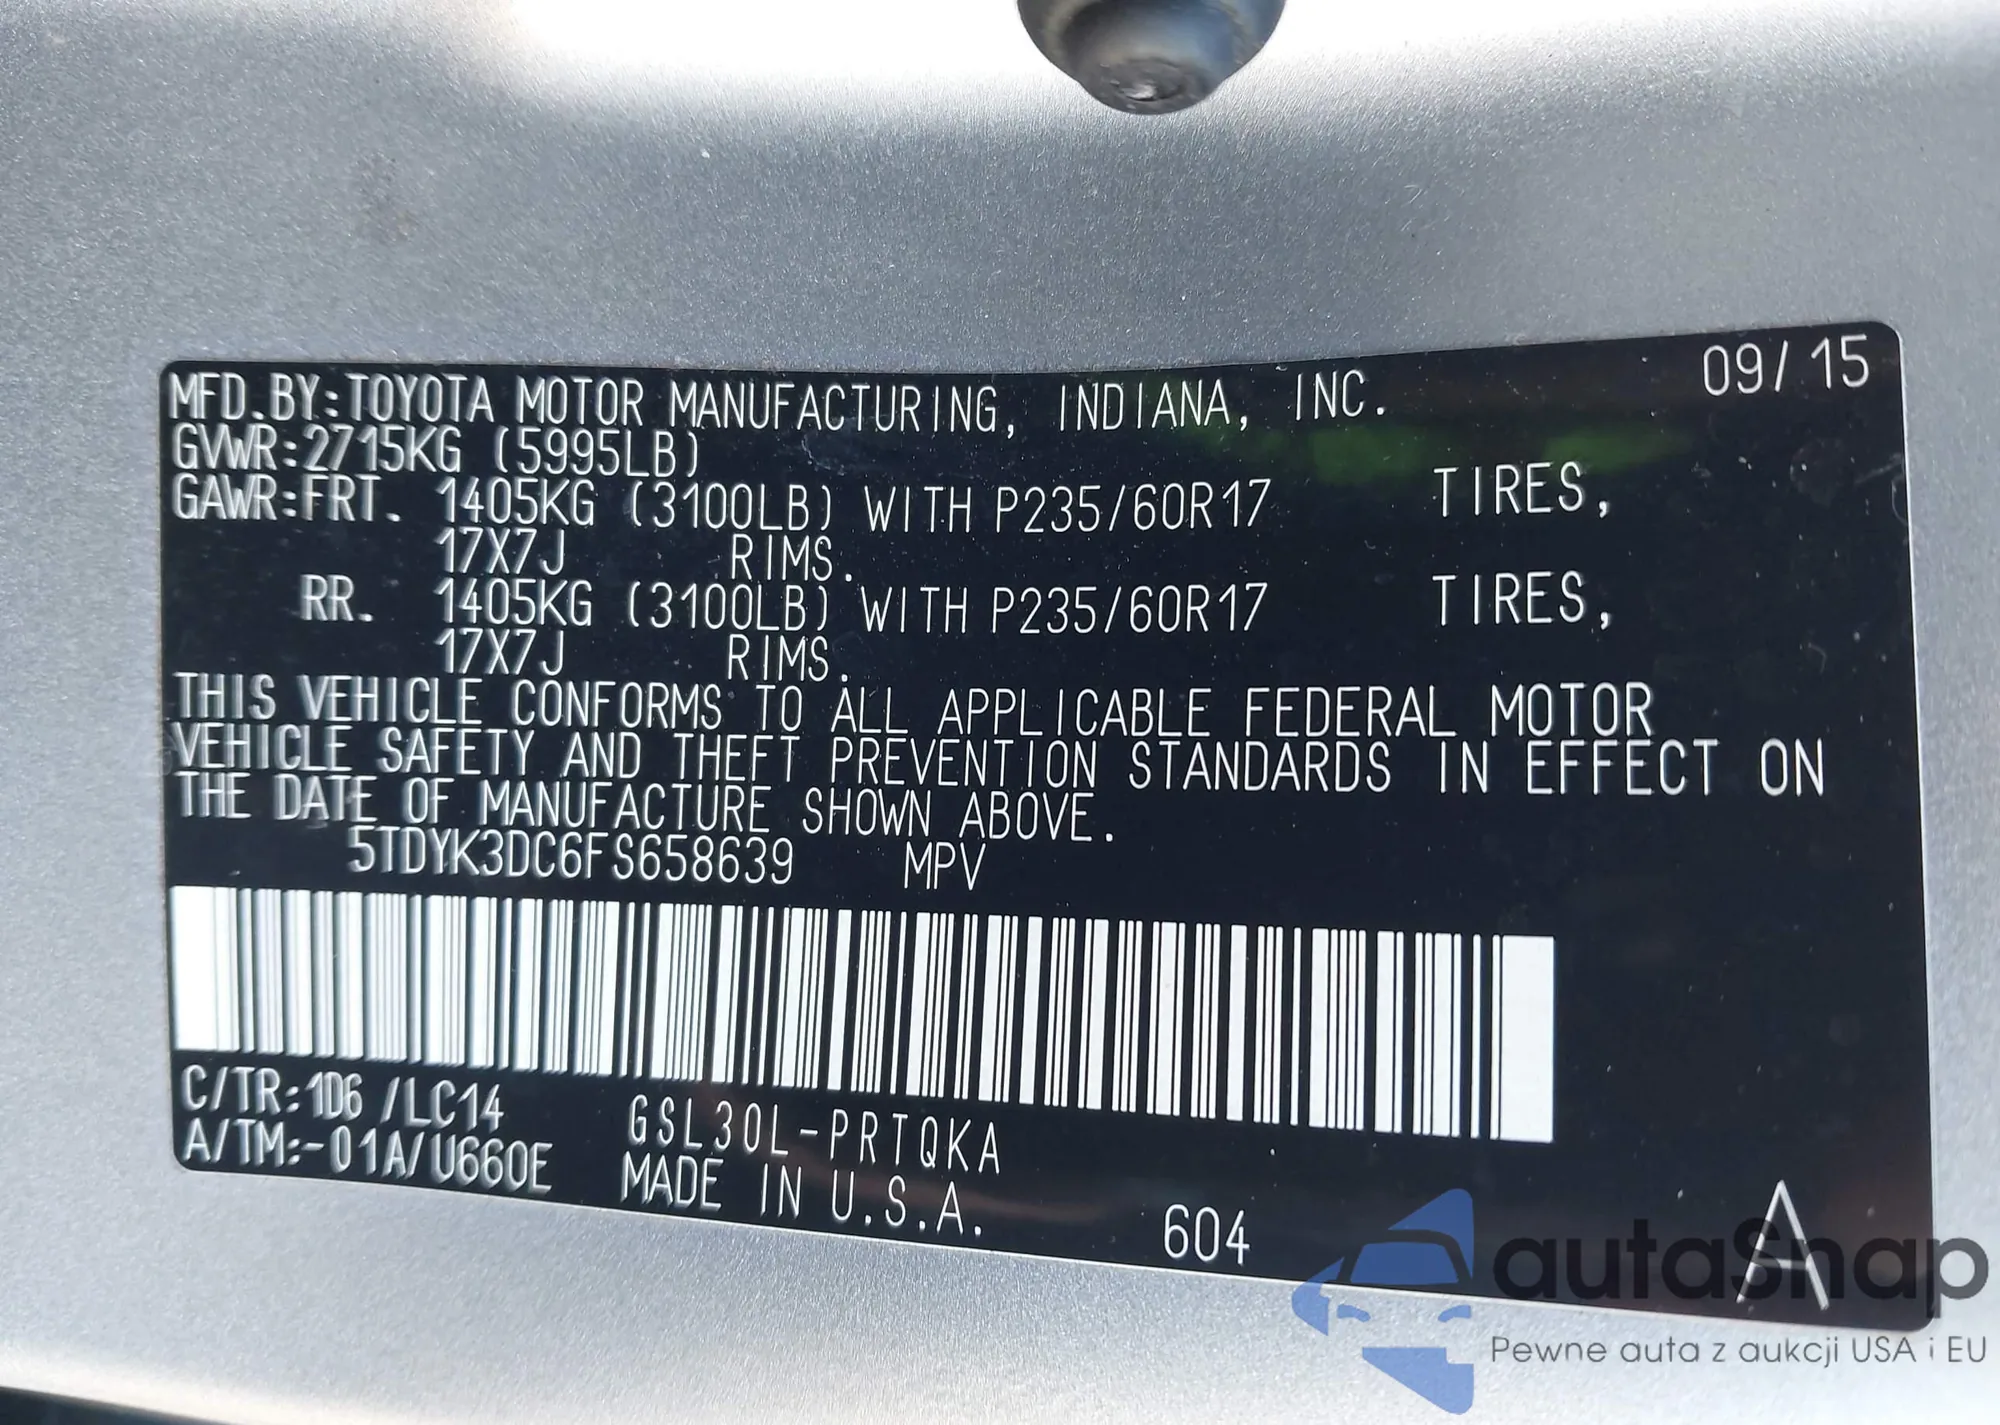 09/15
MFD.BY:TOYOTA MOTOR MANUFACTURING, INDIANA, INC.
GVWR:2715KG (5995LB)
GAWR:FRT. 1405KG (3100LB) WITH P235/60R17 TIRES,
17X7J RIMS.
RR. 1405KG (3100LB) WITH P235/60R17 TIRES,
17X7J RIMS.
THIS VEHICLE CONFORMS TO ALL APPLICABLE FEDERAL MOTOR
VEHICLE SAFETY AND THEFT PREVENTION STANDARDS IN EFFECT ON
THE DATE OF MANUFACTURE SHOWN ABOVE.
5TDYK3DC6FS658639 MPV
C/TR:1D6 /LC14 GSL30L-PRTQKA
A/TM:-01A/U660E MADE IN U.S.A. 604 A
autaSnap
Pewne auta z aukcji USA i EU